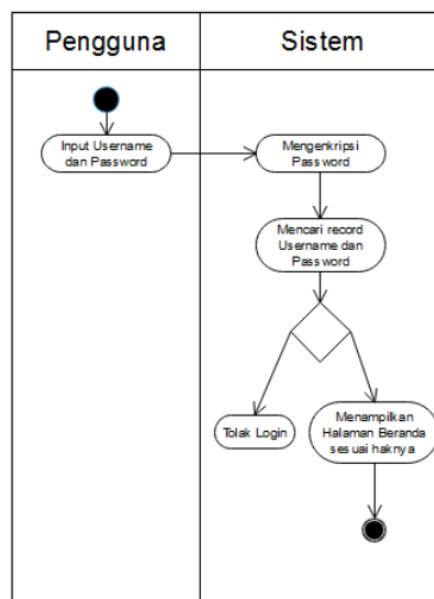 Pengguna
Sistem
Input Username
dan Password
Mengenkripsi
Password
Mencari record
Username dan
Password
Tolak Login
Menampilkan
Halaman Beranda
sesuai haknya